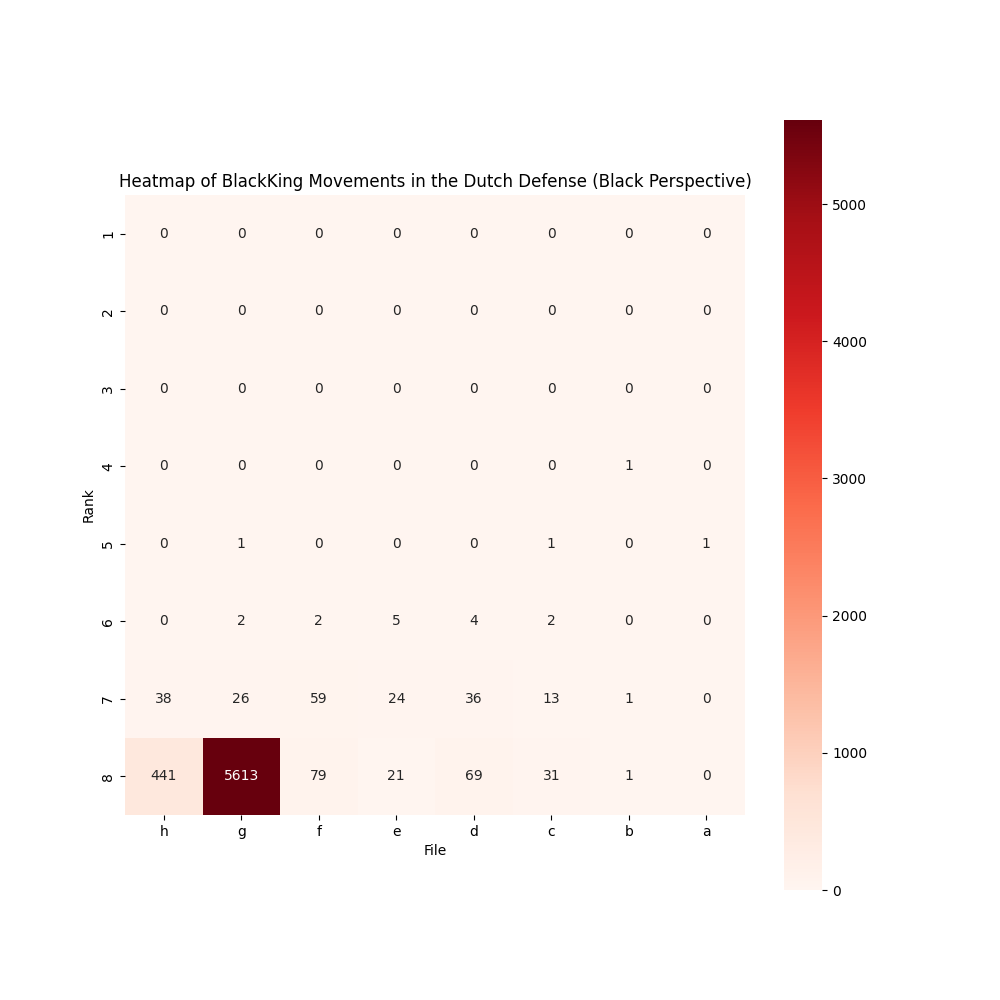 Heatmap of BlackKing Movements in the Dutch Defense (Black Perspective)
1 0 0 0 0 0 0 0 0
2 0 0 0 0 0 0 0 0
3 0 0 0 0 0 0 0 0
4 0 0 0 0 0 0 1 0
5 0 1 0 0 0 1 0 1
6 0 2 2 5 4 2 0 0
7 38 26 59 24 36 13 1 0
8 441 5613 79 21 69 31 1 0
h g f e d c b a
File
Rank
5000
4000
3000
2000
1000
0